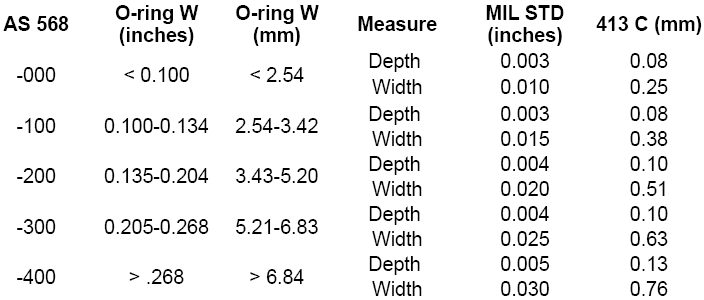 AS 568 O-ring W (inches) O-ring W (mm) Measure MIL STD (inches) 413 C (mm)
-000 < 0.100 < 2.54 Depth 0.003 0.08
Width 0.010 0.25
-100 0.100-0.134 2.54-3.42 Depth 0.003 0.08
Width 0.015 0.38
-200 0.135-0.204 3.43-5.20 Depth 0.004 0.10
Width 0.020 0.51
-300 0.205-0.268 5.21-6.83 Depth 0.004 0.10
Width 0.025 0.63
-400 > .268 > 6.84 Depth 0.005 0.13
Width 0.030 0.76